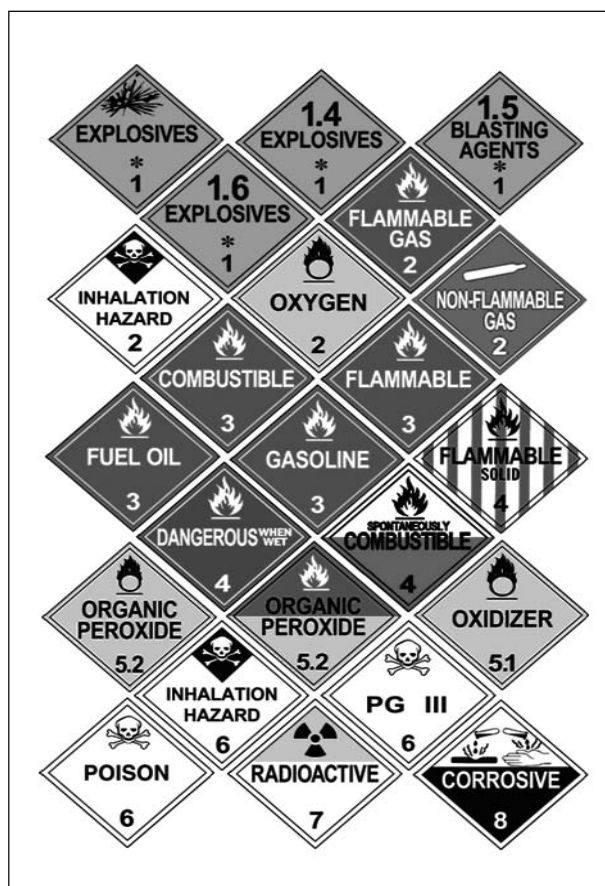 EXPLOSIVES
*
1
1.4
EXPLOSIVES
*
1
1.5
BLASTING
AGENTS
*
1
1.6
EXPLOSIVES
*
1
FLAMMABLE
GAS
2
INHALATION
HAZARD
2
OXYGEN
2
NON-FLAMMABLE
GAS
2
COMBUSTIBLE
3
FLAMMABLE
3
FUEL OIL
3
GASOLINE
3
FLAMMABLE
SOLID
4
DANGEROUS WHEN
WET
4
SPONTANEOUSLY
COMBUSTIBLE
4
ORGANIC
PEROXIDE
5.2
ORGANIC
PEROXIDE
5.2
OXIDIZER
5.1
INHALATION
HAZARD
6
PG III
6
POISON
6
RADIOACTIVE
7
CORROSIVE
8